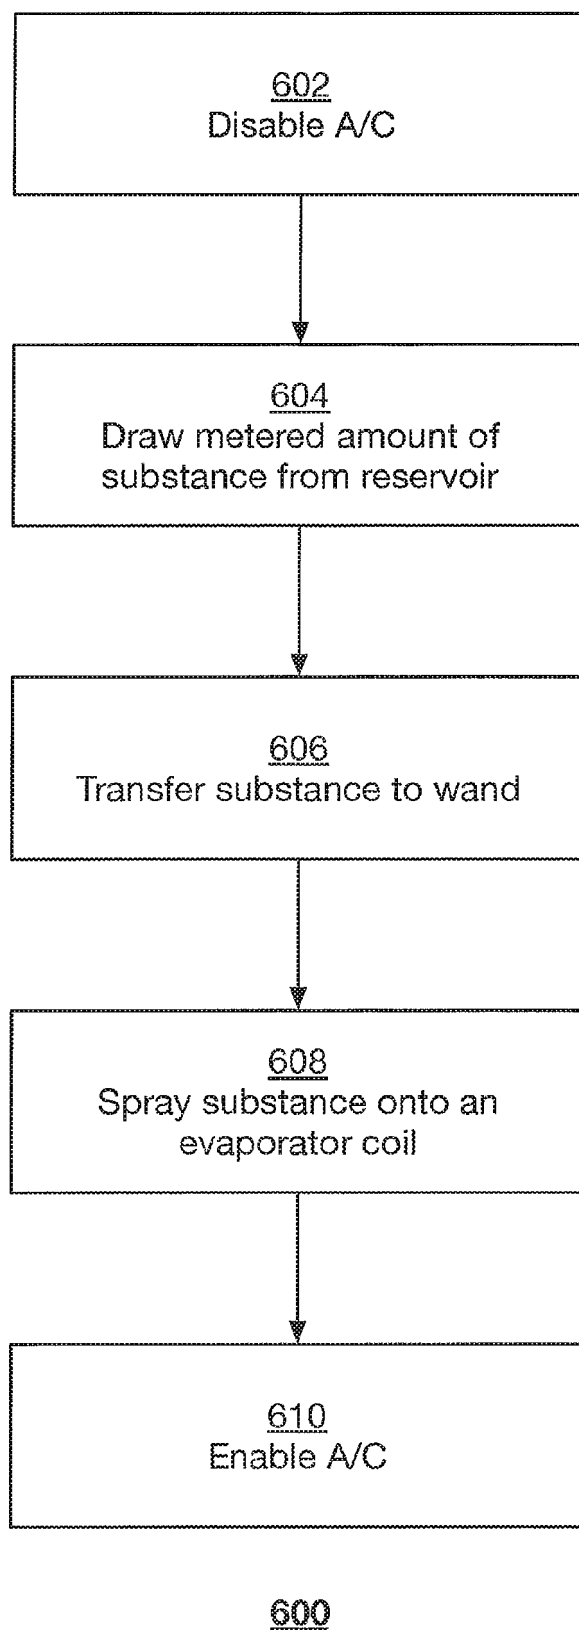 602
Disable A/C
604
Draw metered amount of
substance from reservoir
606
Transfer substance to wand
608
Spray substance onto an
evaporator coil
610
Enable A/C
600